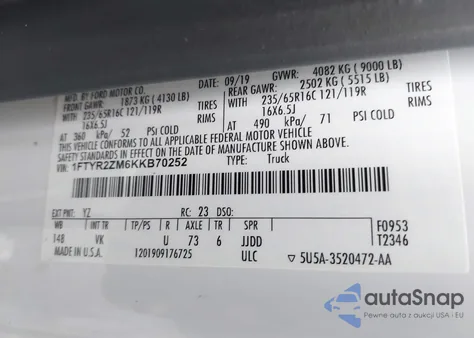 MFD. BY FORD MOTOR CO. DATE: 09/19 GVWR: 4082 KG ( 9000 LB)
FRONT GAWR: 1873 KG ( 4130 LB) REAR GAWR: 2502 KG ( 5515 LB)
WITH 235/65R16C 121/119R TIRES WITH 235/65R16C 121/119R TIRES
16X6.5J RIMS 16X6.5J RIMS
AT 360 kPa/ 52 PSI COLD AT 490 kPa/ 71 PSI COLD
THIS VEHICLE CONFORMS TO ALL APPLICABLE FEDERAL MOTOR VEHICLE
SAFETY AND THEFT PREVENTION STANDARDS IN EFFECT ON THE DATE OF MANUFACTURE SHOWN ABOVE.
VIN: 1FTYR2ZM6KKB70252 TYPE: Truck
EXT PNT: YZ RC: 23 DSO:
WB INT TR TP/PS R AXLE TR SPR F0953
148 VK U 73 6 JJDD T2346
MADE IN U.S.A. 1201909176725 ULC 5U5A-3520472-AA
autoSnap
Pewne auta z USA i EU